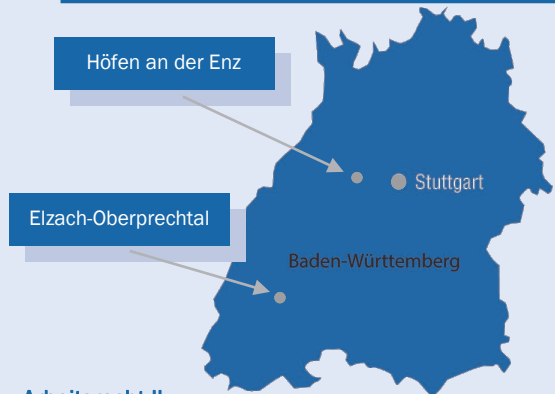 Höfen an der Enz
Stuttgart
Elzach-Oberprechtal
Baden-Württemberg